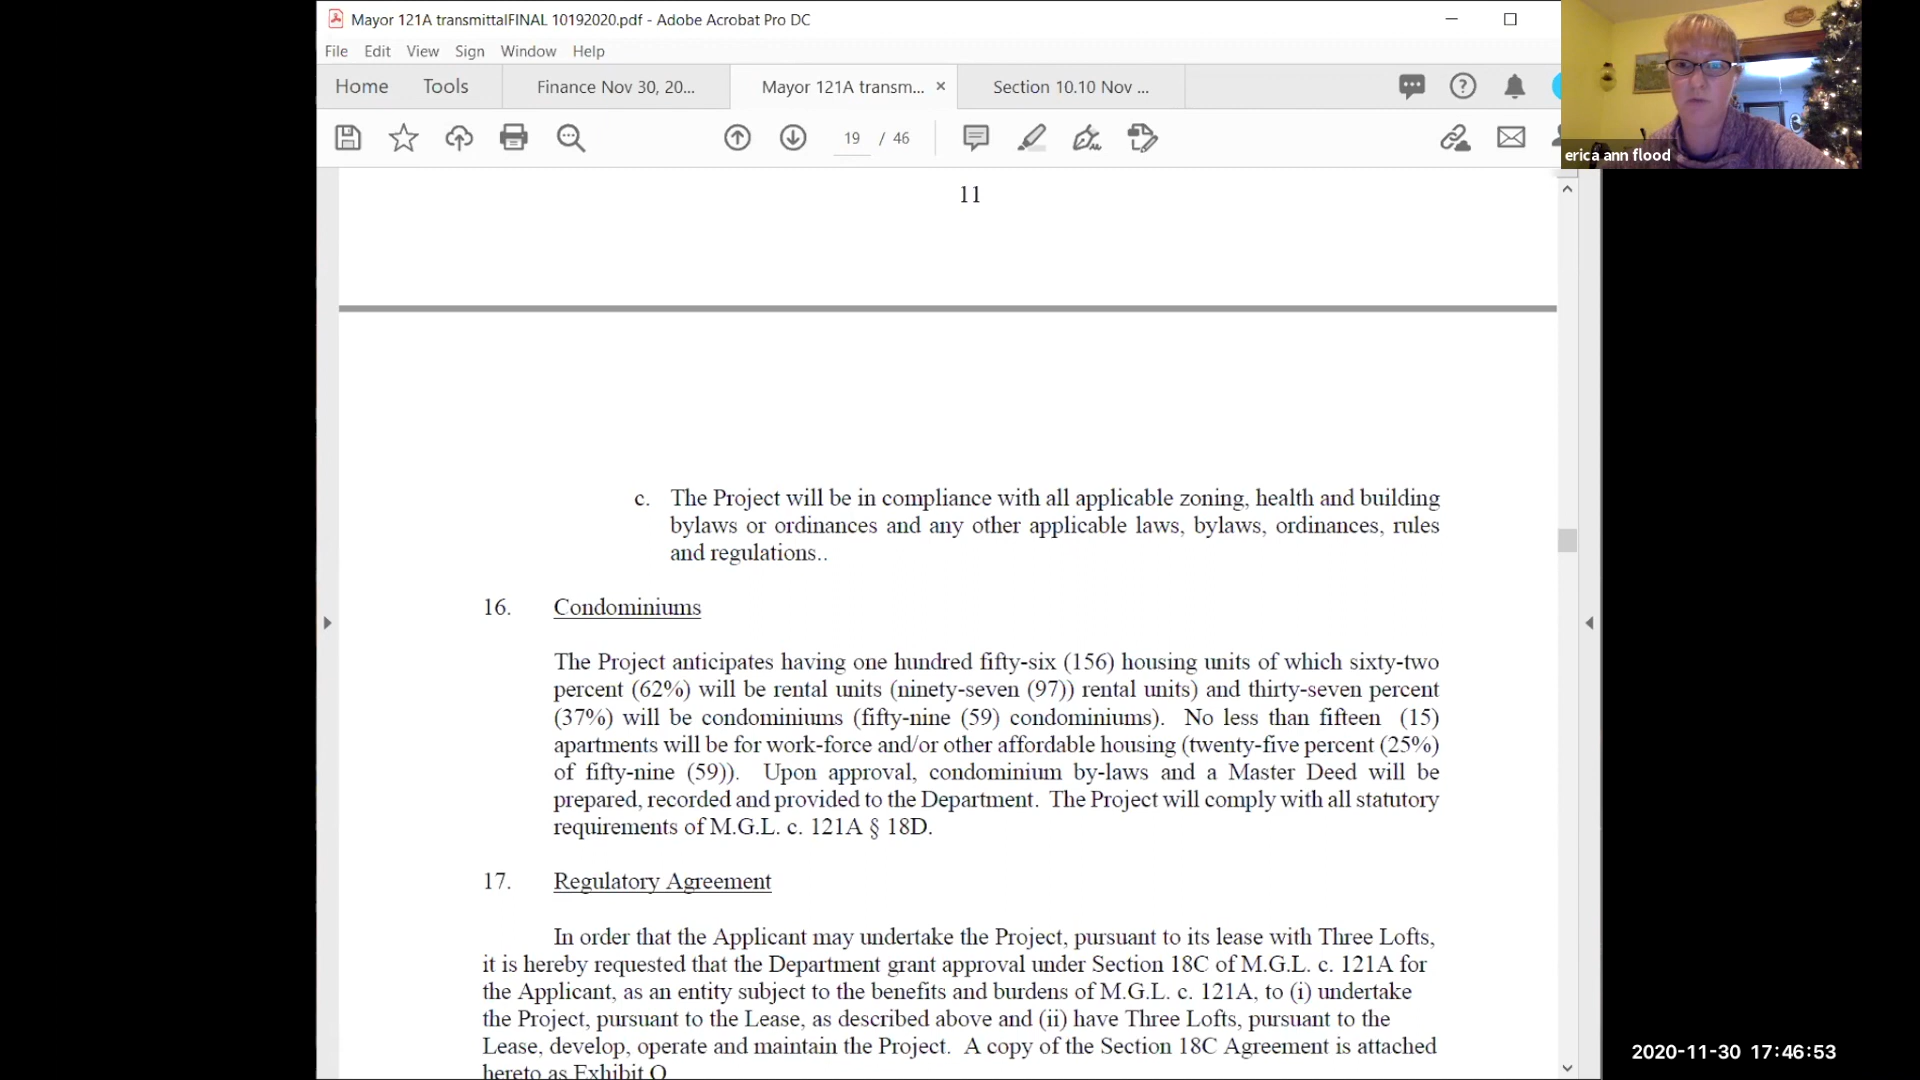 Mayor 121A transmittalFINAL 10192020.pdf - Adobe Acrobat Pro DC
File Edit View Sign Window Help
Home Tools Finance Nov 30, 20... Mayor 121A transm... × Section 10.10 Nov ...
19 / 46
erica ann flood
11
c. The Project will be in compliance with all applicable zoning, health and building
bylaws or ordinances and any other applicable laws, bylaws, ordinances, rules
and regulations..
16. Condominiums
The Project anticipates having one hundred fifty-six (156) housing units of which sixty-two
percent (62%) will be rental units (ninety-seven (97)) rental units) and thirty-seven percent
(37%) will be condominiums (fifty-nine (59) condominiums). No less than fifteen (15)
apartments will be for work-force and/or other affordable housing (twenty-five percent (25%)
of fifty-nine (59)). Upon approval, condominium by-laws and a Master Deed will be
prepared, recorded and provided to the Department. The Project will comply with all statutory
requirements of M.G.L. c. 121A § 18D.
17. Regulatory Agreement
In order that the Applicant may undertake the Project, pursuant to its lease with Three Lofts,
it is hereby requested that the Department grant approval under Section 18C of M.G.L. c. 121A for
the Applicant, as an entity subject to the benefits and burdens of M.G.L. c. 121A, to (i) undertake
the Project, pursuant to the Lease, as described above and (ii) have Three Lofts, pursuant to the
Lease, develop, operate and maintain the Project. A copy of the Section 18C Agreement is attached
hereto as Exhibit
2020-11-30 17:46:53